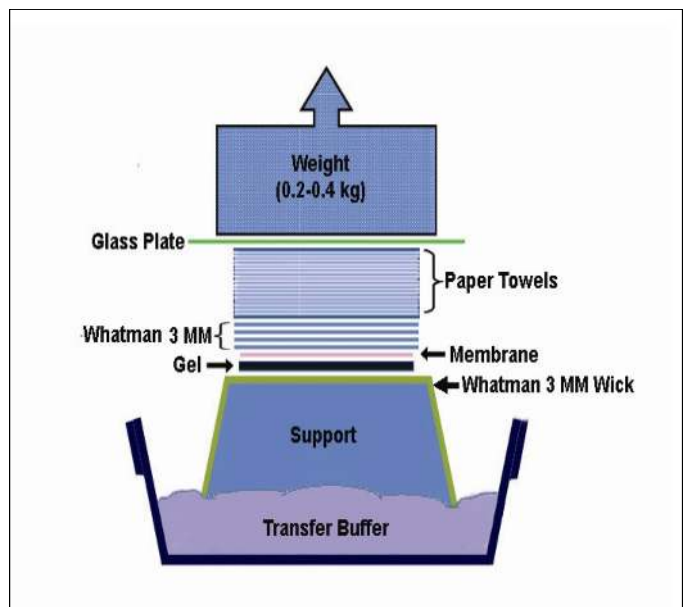 Weight
(0.2-0.4 kg)
Glass Plate
Paper Towels
Whatman 3 MM
Membrane
Gel
Whatman 3 MM Wick
Support
Transfer Buffer